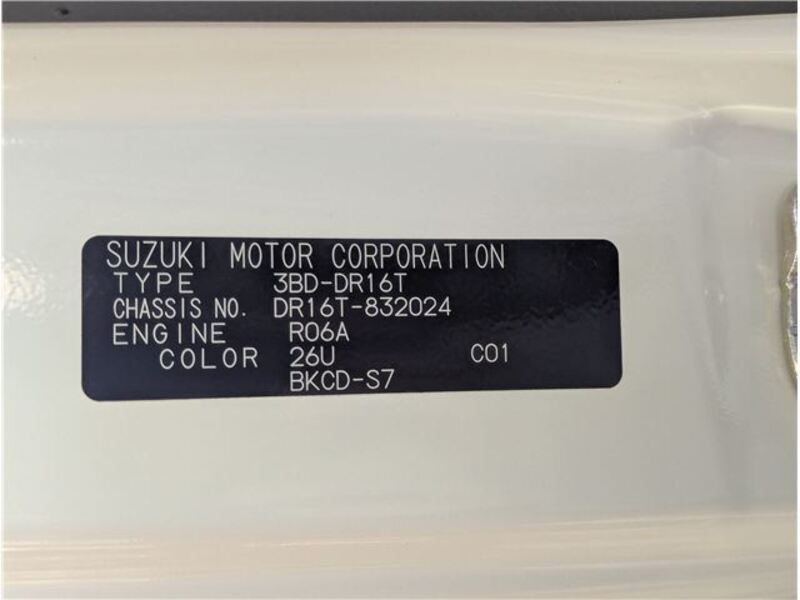 SUZUKI MOTOR CORPORATION
TYPE 3BD-DR16T
CHASSIS NO. DR16T-832024
ENGINE R06A
COLOR 26U C01
BKCD-S7